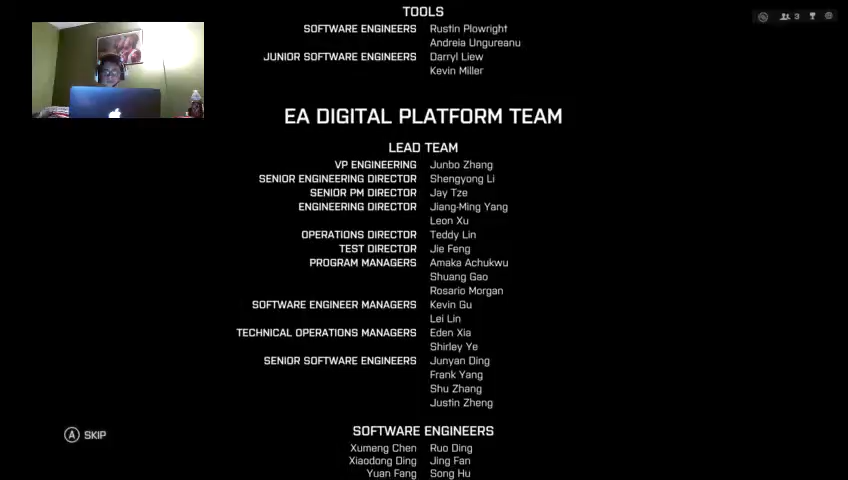 TOOLS
3
SOFTWARE ENGINEERS Rustin Plowright
Andreia Ungureanu
JUNIOR SOFTWARE ENGINEERS Darryl Liew
Kevin Miller
EA DIGITAL PLATFORM TEAM
LEAD TEAM
VP ENGINEERING Junbo Zhang
SENIOR ENGINEERING DIRECTOR Shengyong Li
SENIOR PM DIRECTOR Jay Tze
ENGINEERING DIRECTOR Jiang-Ming Yang
Leon Xu
OPERATIONS DIRECTOR Teddy Lin
TEST DIRECTOR Jie Feng
PROGRAM MANAGERS Amaka Achukwu
Shuang Gao
Rosario Morgan
SOFTWARE ENGINEER MANAGERS Kevin Gu
Lei Lin
TECHNICAL OPERATIONS MANAGERS Eden Xia
Shirley Ye
SENIOR SOFTWARE ENGINEERS Junyan Ding
Frank Yang
Shu Zhang
Justin Zheng
A SKIP
SOFTWARE ENGINEERS
Xumeng Chen Ruo Ding
Xiaodong Ding Jing Fan
Yuan Fang Song Hu